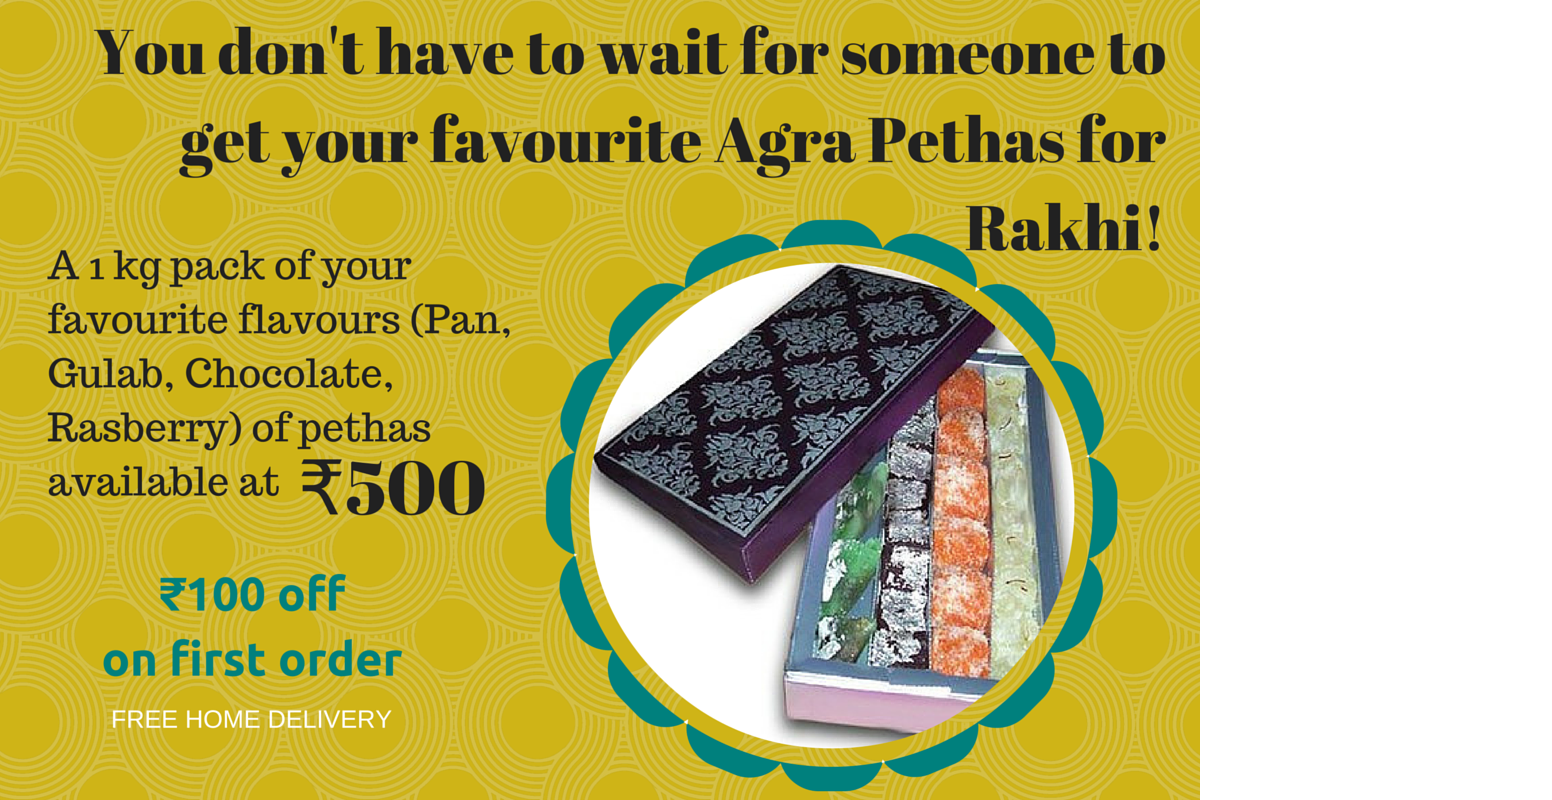 You don't have to wait for someone to
get your favourite Agra Pethas for
Rakhi!
A 1 kg pack of your
favourite flavours (Pan,
Gulab, Chocolate,
Rasberry) of pethas
available at ₹500
₹100 off
on first order
FREE HOME DELIVERY